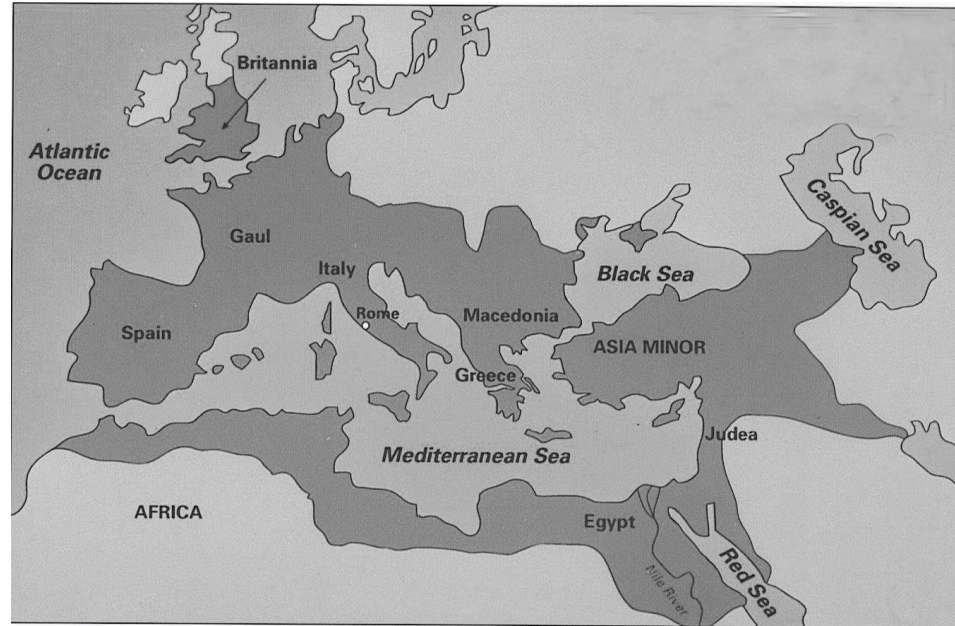 Britannia
Atlantic
Ocean
Gaul
Italy
Rome
Spain
Macedonia
Greece
Black Sea
Caspian Sea
ASIA MINOR
Mediterranean Sea
Judea
AFRICA
Egypt
Nile River
Red Sea